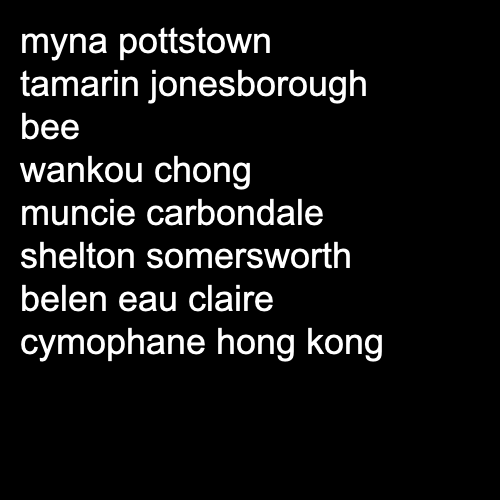 myna pottstown
tamarin jonesborough
bee
wankou chong
muncie carbondale
shelton somersworth
belen eau claire
cymophane hong kong